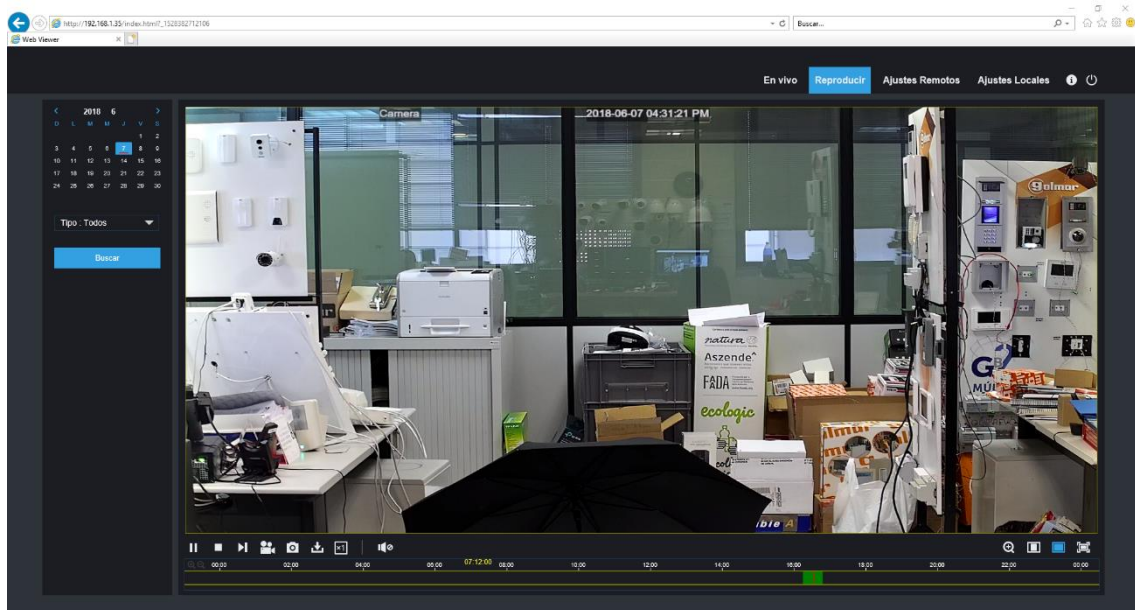 http://192.168.1.35/index.html?_1528382712106
Buscar...
Web Viewer
En vivo
Reproducir
Ajustes Remotos
Ajustes Locales
2018 6
D L M M J V S
1 2
3 4 5 6 7 8 9
10 11 12 13 14 15 16
17 18 19 20 21 22 23
24 25 26 27 28 29 30
Tipo : Todos
Buscar
Camera
2018-06-07 04:31:21 PM
golmar
natura
Aszende^
FADA
ecologic
G
MÚL
ible A
x1
07:12:00
00:00 02:00 04:00 06:00 08:00 10:00 12:00 14:00 16:00 18:00 20:00 22:00 00:00